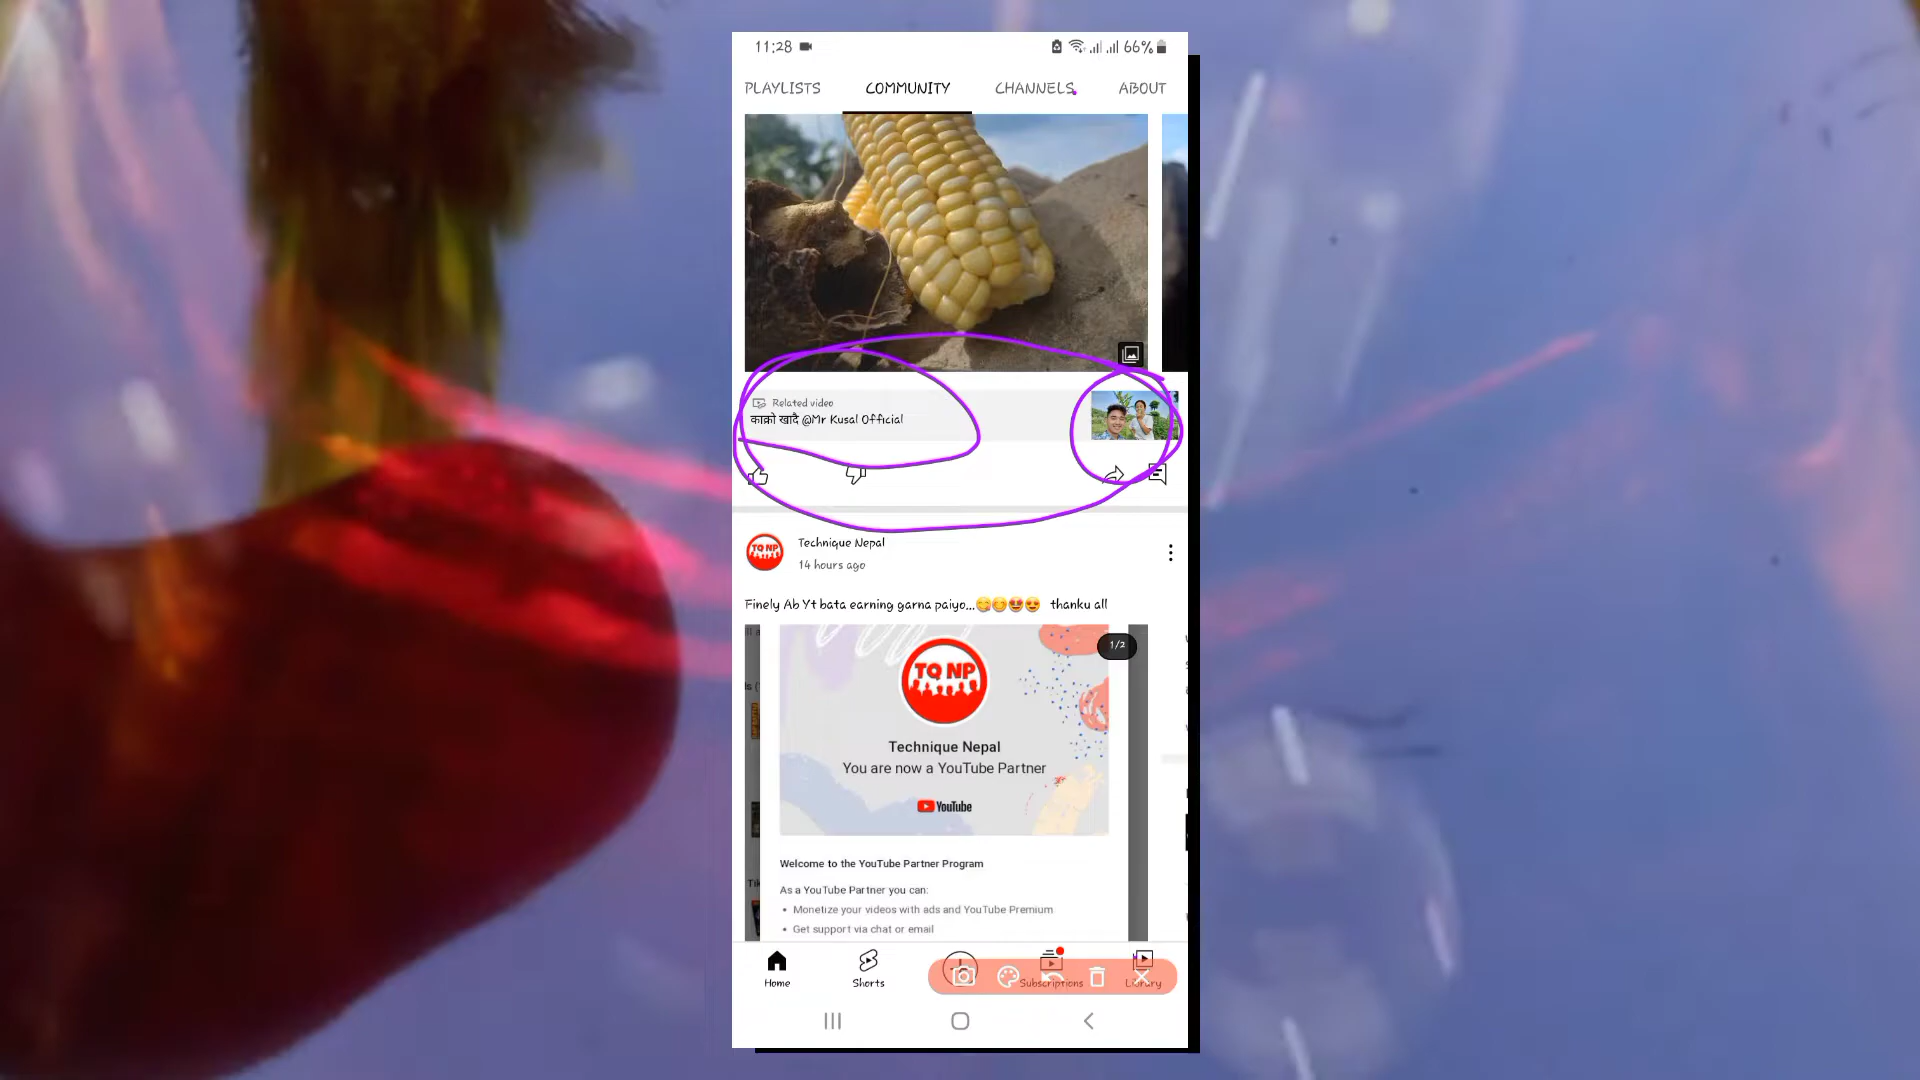 11:28
66%
PLAYLISTS COMMUNITY CHANNELS ABOUT
Related video
काक्रो खादै @Mr Kusal Official
TQ NP
Technique Nepal
14 hours ago
Finely Ab Yt bata earning garna paiyo...😋😊🤩😍 thanku all
1/2
TQ NP
Technique Nepal
You are now a YouTube Partner
YouTube
Welcome to the YouTube Partner Program
As a YouTube Partner you can:
• Monetize your videos with ads and YouTube Premium
• Get support via chat or email
Home Shorts Subscriptions Library